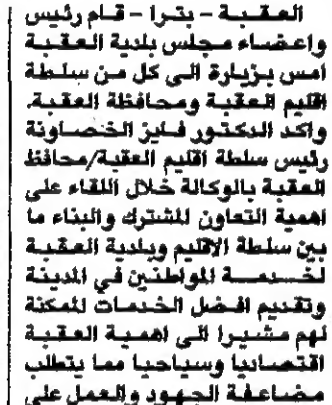 العقبة - بترا - قام رئيس
واعضاء مجلس بلدية العقبة
امس بزيارة الى كل من سلطة
اقليم العقبة ومحافظة العقبة.
واكد الدكتور فايز الخصاونة
رئيس سلطة اقليم العقبة/محافظ
العقبة بالوكالة خلال اللقاء على
اهمية التعاون المشترك والبناء ما
بين سلطة الاقليم وبلدية العقبة
لخدمة المواطنين في المدينة
وتقديم افضل الخدمات الممكنة
لهم مشيرا الى اهمية العقبة
اقتصاديا وسياحيا مما يتطلب
مضاعفة الجهود والعمل على